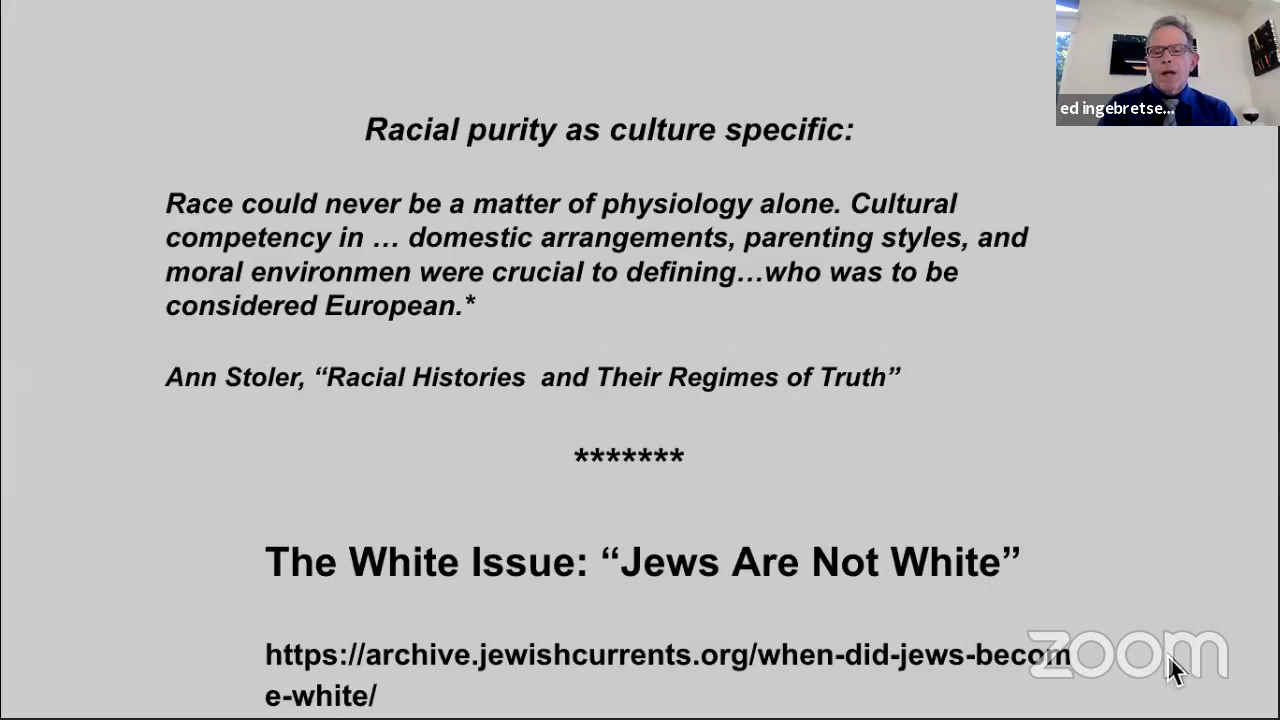 ed ingebretse...
Racial purity as culture specific:
Race could never be a matter of physiology alone. Cultural
competency in … domestic arrangements, parenting styles, and
moral environmen were crucial to defining…who was to be
considered European.*
Ann Stoler, “Racial Histories  and Their Regimes of Truth”
*******
The White Issue: “Jews Are Not White”
https://archive.jewishcurrents.org/when-did-jews-becom
e-white/
zoom